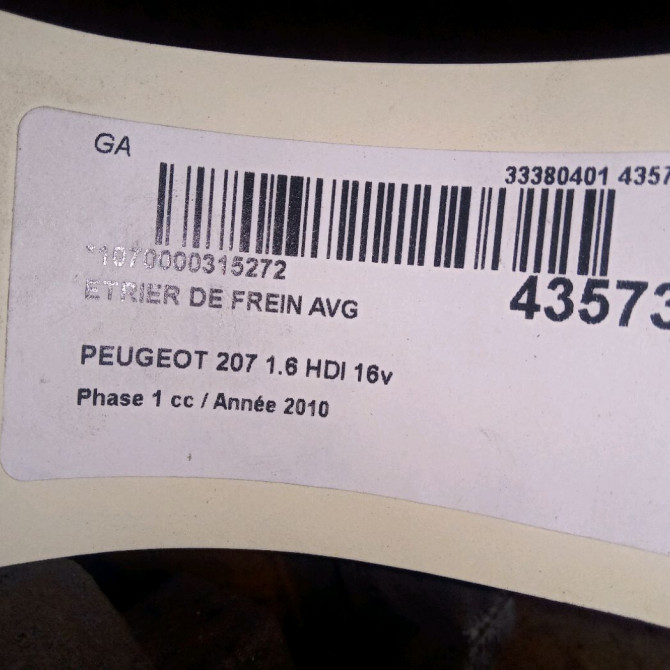 GA
33380401 4357
*1070000315272
ETRIER DE FREIN AVG
43573
PEUGEOT 207 1.6 HDI 16v
Phase 1 cc / Année 2010